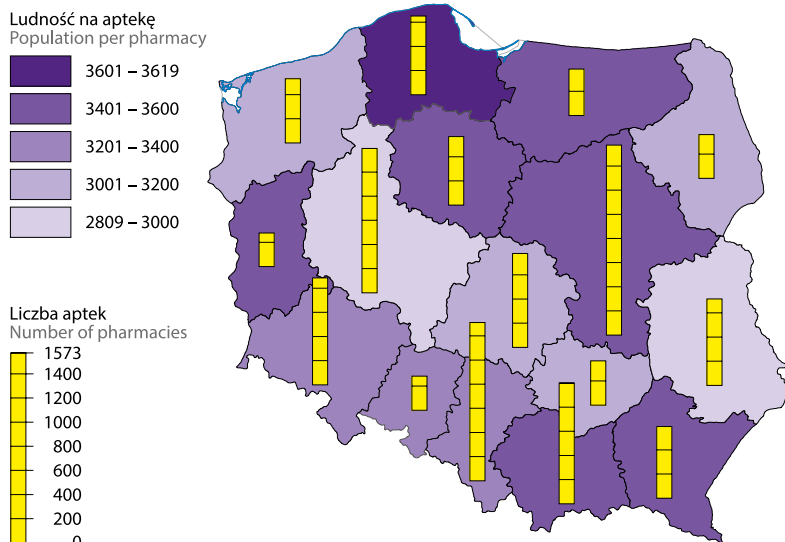 Ludność na aptekę
Population per pharmacy
3601 – 3619
3401 – 3600
3201 – 3400
3001 – 3200
2809 – 3000
Liczba aptek
Number of pharmacies
1573
1400
1200
1000
800
600
400
200
0